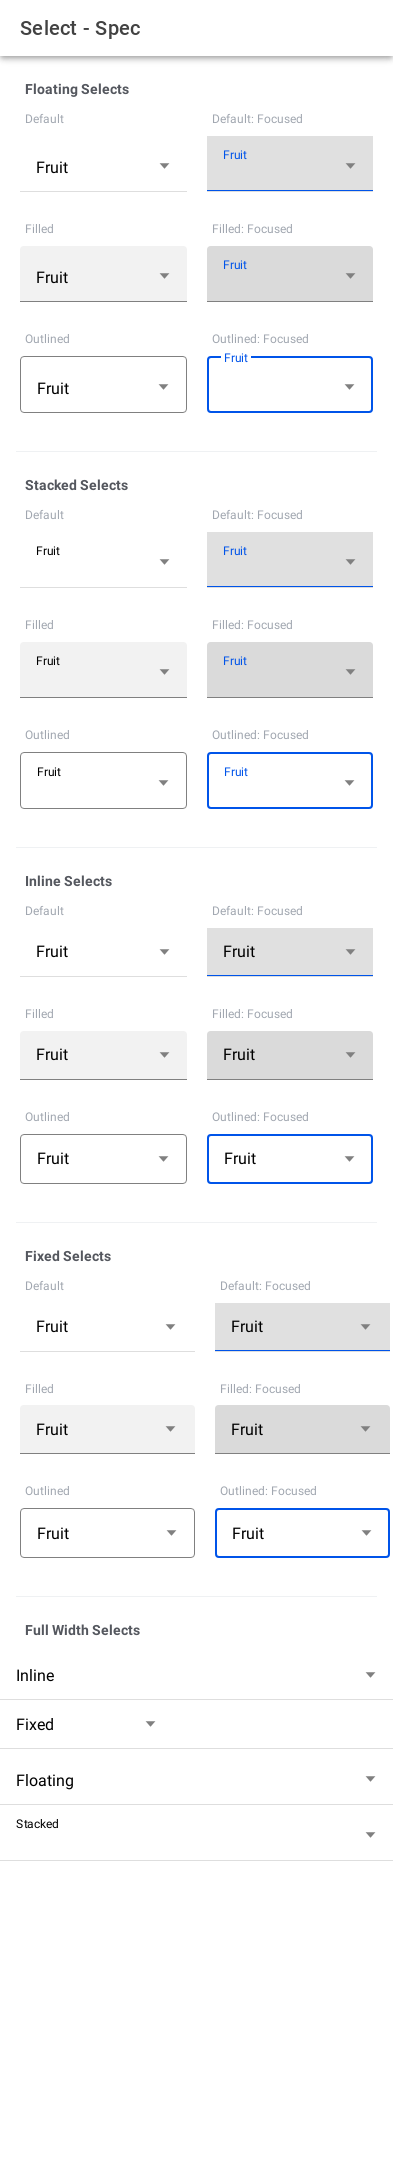 Select - Spec
Floating Selects
Default Default: Focused
Fruit Fruit
Filled Filled: Focused
Fruit Fruit
Outlined Outlined: Focused
Fruit Fruit
Stacked Selects
Default Default: Focused
Fruit Fruit
Filled Filled: Focused
Fruit Fruit
Outlined Outlined: Focused
Fruit Fruit
Inline Selects
Default Default: Focused
Fruit Fruit
Filled Filled: Focused
Fruit Fruit
Outlined Outlined: Focused
Fruit Fruit
Fixed Selects
Default Default: Focused
Fruit Fruit
Filled Filled: Focused
Fruit Fruit
Outlined Outlined: Focused
Fruit Fruit
Full Width Selects
Inline
Fixed
Floating
Stacked